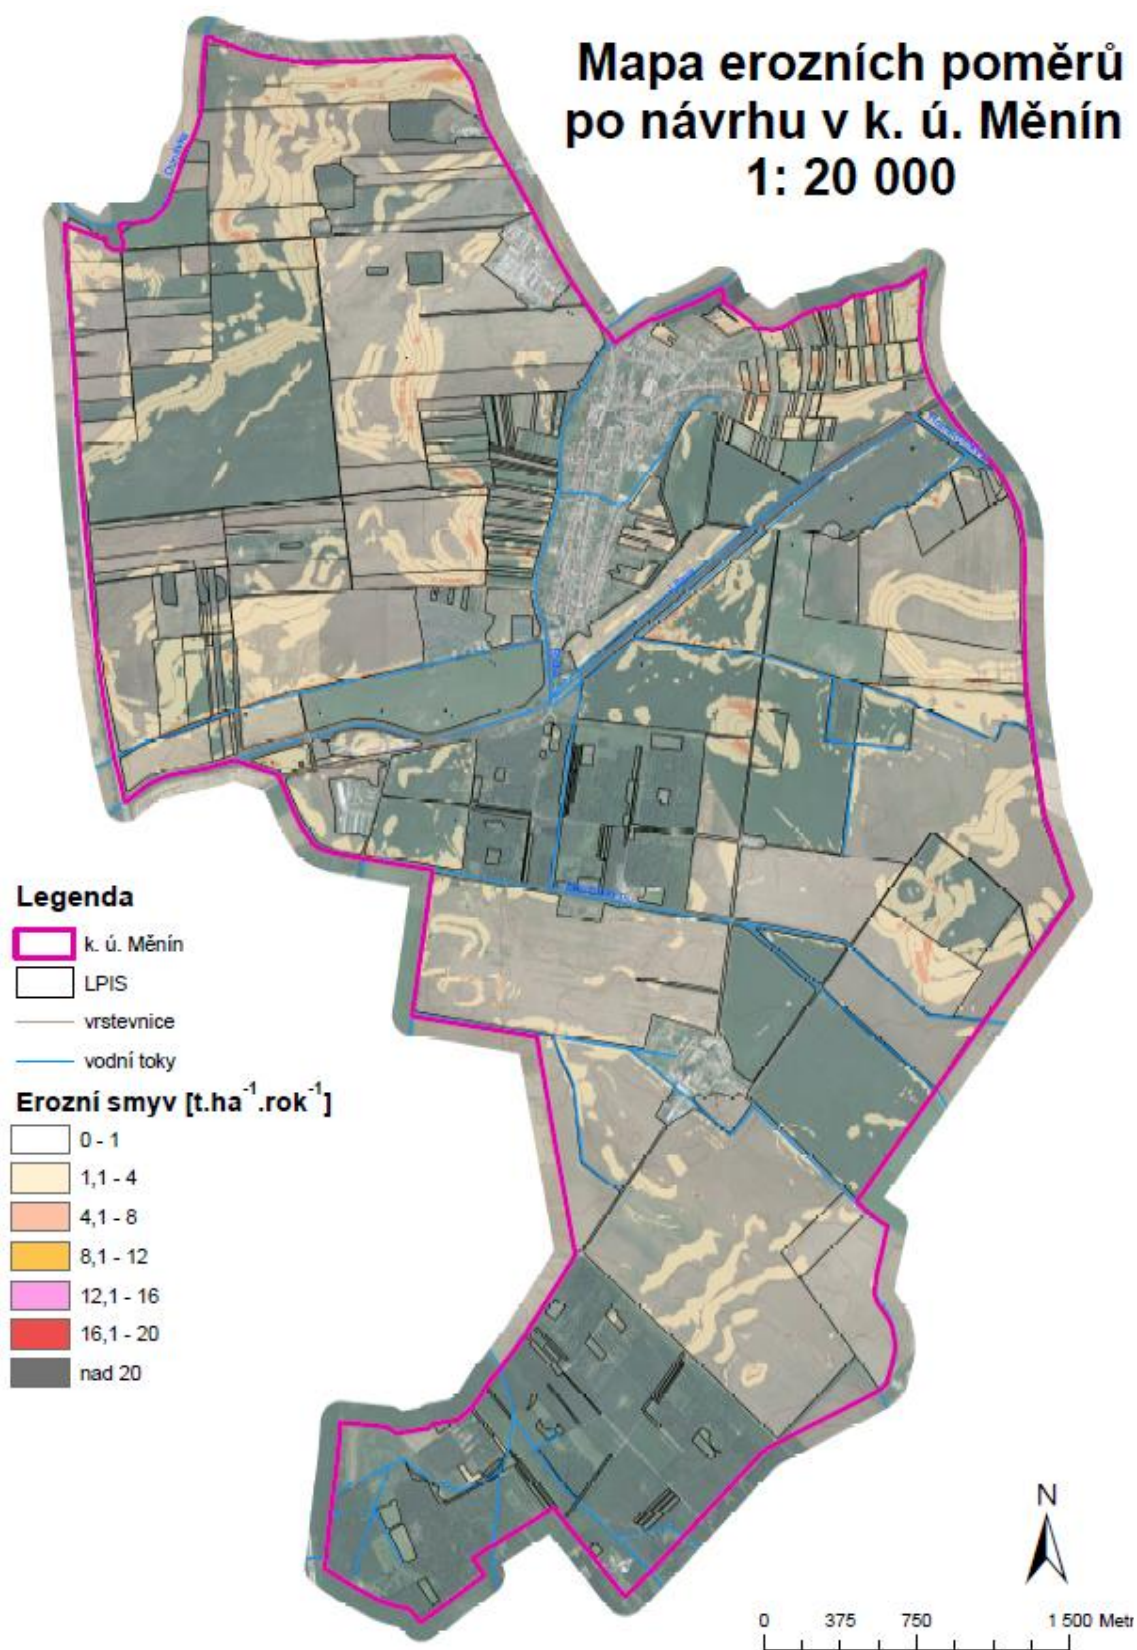 Mapa erozních poměrů
po návrhu v k. ú. Měnín
1: 20 000
Legenda
k. ú. Měnín
LPIS
vrstevnice
vodní toky
Erozní smyv [t.ha⁻¹.rok⁻¹]
0 - 1
1,1 - 4
4,1 - 8
8,1 - 12
12,1 - 16
16,1 - 20
nad 20
N
0 375 750 1 500 Metr